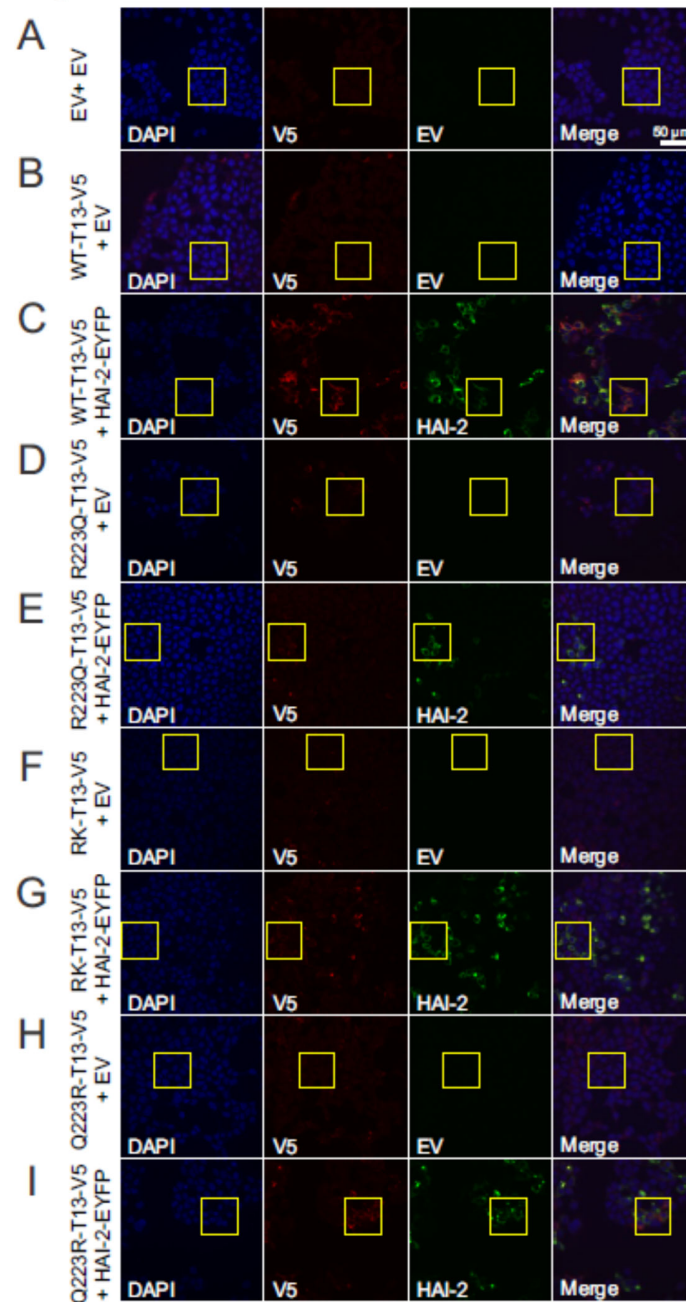 A
EV+ EV
DAPI
V5
EV
Merge
50 µm
B
WT-T13-V5
+ EV
DAPI
V5
EV
Merge
C
WT-T13-V5
+ HAI-2-EYFP
DAPI
V5
HAI-2
Merge
D
R223Q-T13-V5
+ EV
DAPI
V5
EV
Merge
E
R223Q-T13-V5
+ HAI-2-EYFP
DAPI
V5
HAI-2
Merge
F
RK-T13-V5
+ EV
DAPI
V5
EV
Merge
G
RK-T13-V5
+ HAI-2-EYFP
DAPI
V5
HAI-2
Merge
H
Q223R-T13-V5
+ EV
DAPI
V5
EV
Merge
I
Q223R-T13-V5
+ HAI-2-EYFP
DAPI
V5
HAI-2
Merge